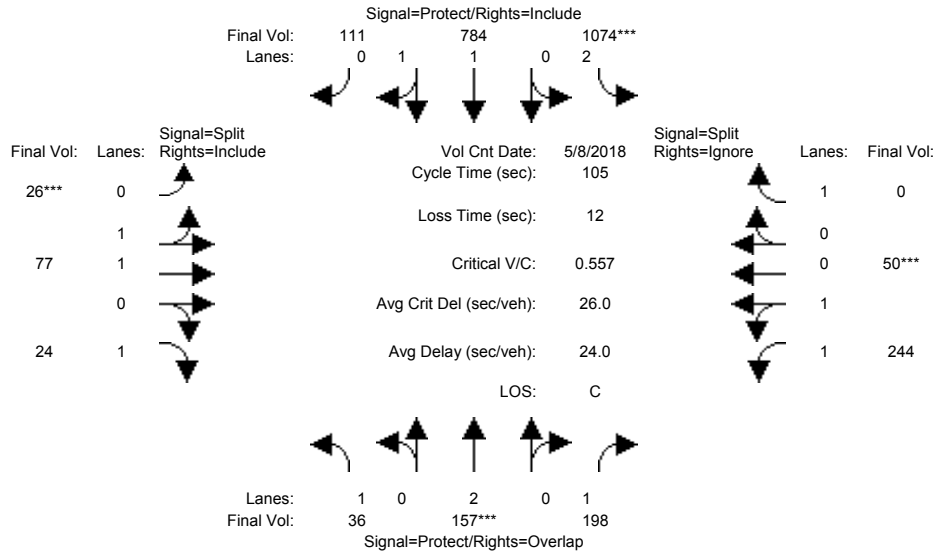 Signal=Protect/Rights=Include
Final Vol: 111 784 1074***
Lanes: 0 1 1 0 2
Signal=Split
Final Vol: Lanes: Rights=Include
Vol Cnt Date: 5/8/2018
Signal=Split
Rights=Ignore Lanes: Final Vol:
Cycle Time (sec): 105
26*** 0
1 0
Loss Time (sec): 12
1
0
77 1
Critical V/C: 0.557
0 50***
0
Avg Crit Del (sec/veh): 26.0
1
24 1
Avg Delay (sec/veh): 24.0
1 244
LOS: C
Lanes: 1 0 2 0 1
Final Vol: 36 157*** 198
Signal=Protect/Rights=Overlap